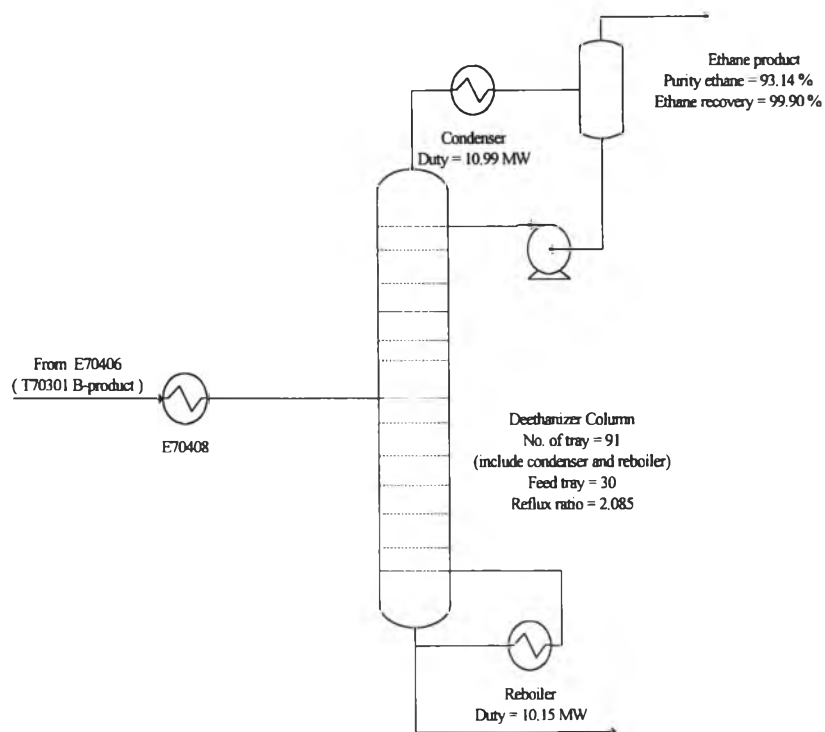 Ethane product
Purity ethane = 93.14 %
Ethane recovery = 99.90 %
Condenser
Duty = 10.99 MW
From E70406
( T70301 B-product )
E70408
Deethanizer Column
No. of tray = 91
(include condenser and reboiler)
Feed tray = 30
Reflux ratio = 2.085
Reboiler
Duty = 10.15 MW